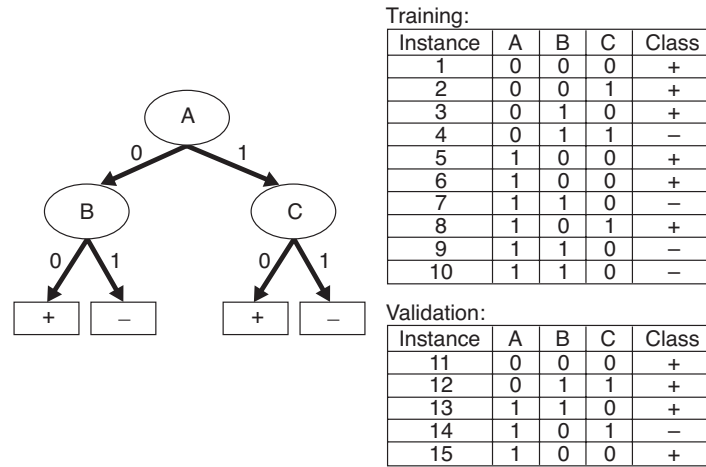 A
0 1
B C
0 1 0 1
+ – + –
Training:
Instance A B C Class
1 0 0 0 +
2 0 0 1 +
3 0 1 0 +
4 0 1 1 –
5 1 0 0 +
6 1 0 0 +
7 1 1 0 –
8 1 0 1 +
9 1 1 0 –
10 1 1 0 –
Validation:
Instance A B C Class
11 0 0 0 +
12 0 1 1 +
13 1 1 0 +
14 1 0 1 –
15 1 0 0 +